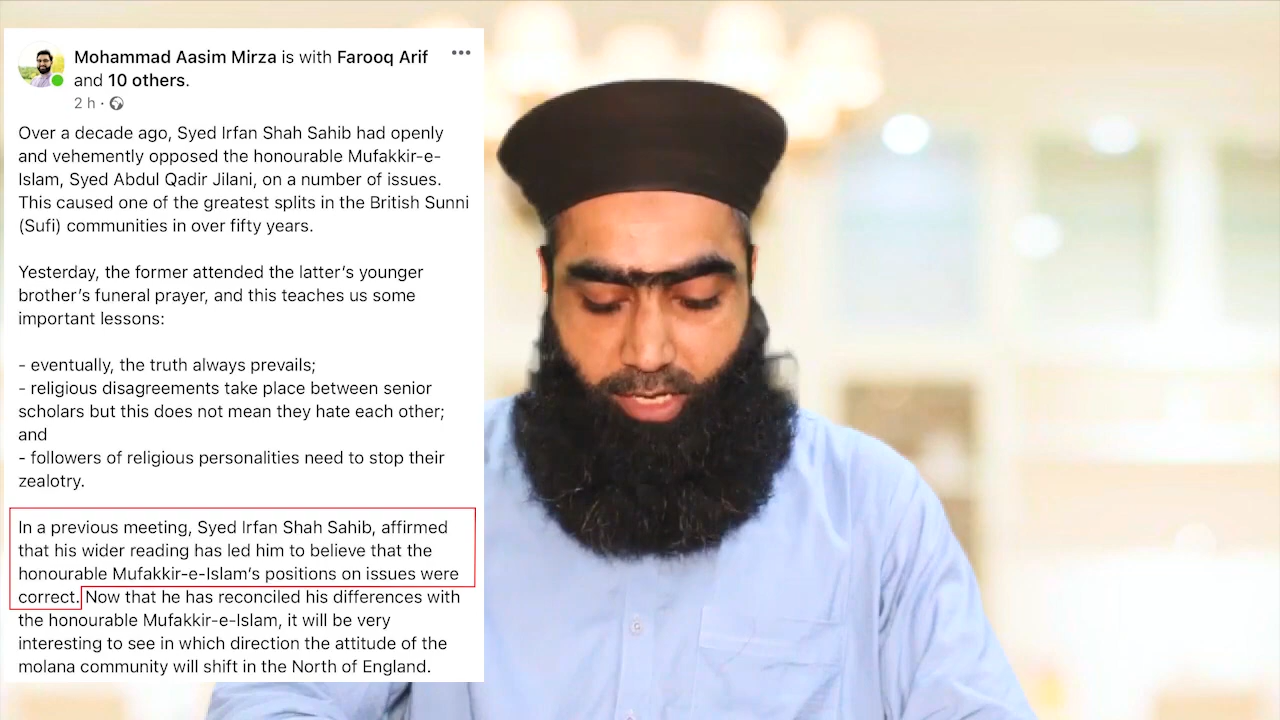 Mohammad Aasim Mirza is with Farooq Arif
and 10 others.
2 h ·
Over a decade ago, Syed Irfan Shah Sahib had openly
and vehemently opposed the honourable Mufakkir-e-
Islam, Syed Abdul Qadir Jilani, on a number of issues.
This caused one of the greatest splits in the British Sunni
(Sufi) communities in over fifty years.
Yesterday, the former attended the latter’s younger
brother’s funeral prayer, and this teaches us some
important lessons:
- eventually, the truth always prevails;
- religious disagreements take place between senior
scholars but this does not mean they hate each other;
and
- followers of religious personalities need to stop their
zealotry.
In a previous meeting, Syed Irfan Shah Sahib, affirmed
that his wider reading has led him to believe that the
honourable Mufakkir-e-Islam’s positions on issues were
correct. Now that he has reconciled his differences with
the honourable Mufakkir-e-Islam, it will be very
interesting to see in which direction the attitude of the
molana community will shift in the North of England.